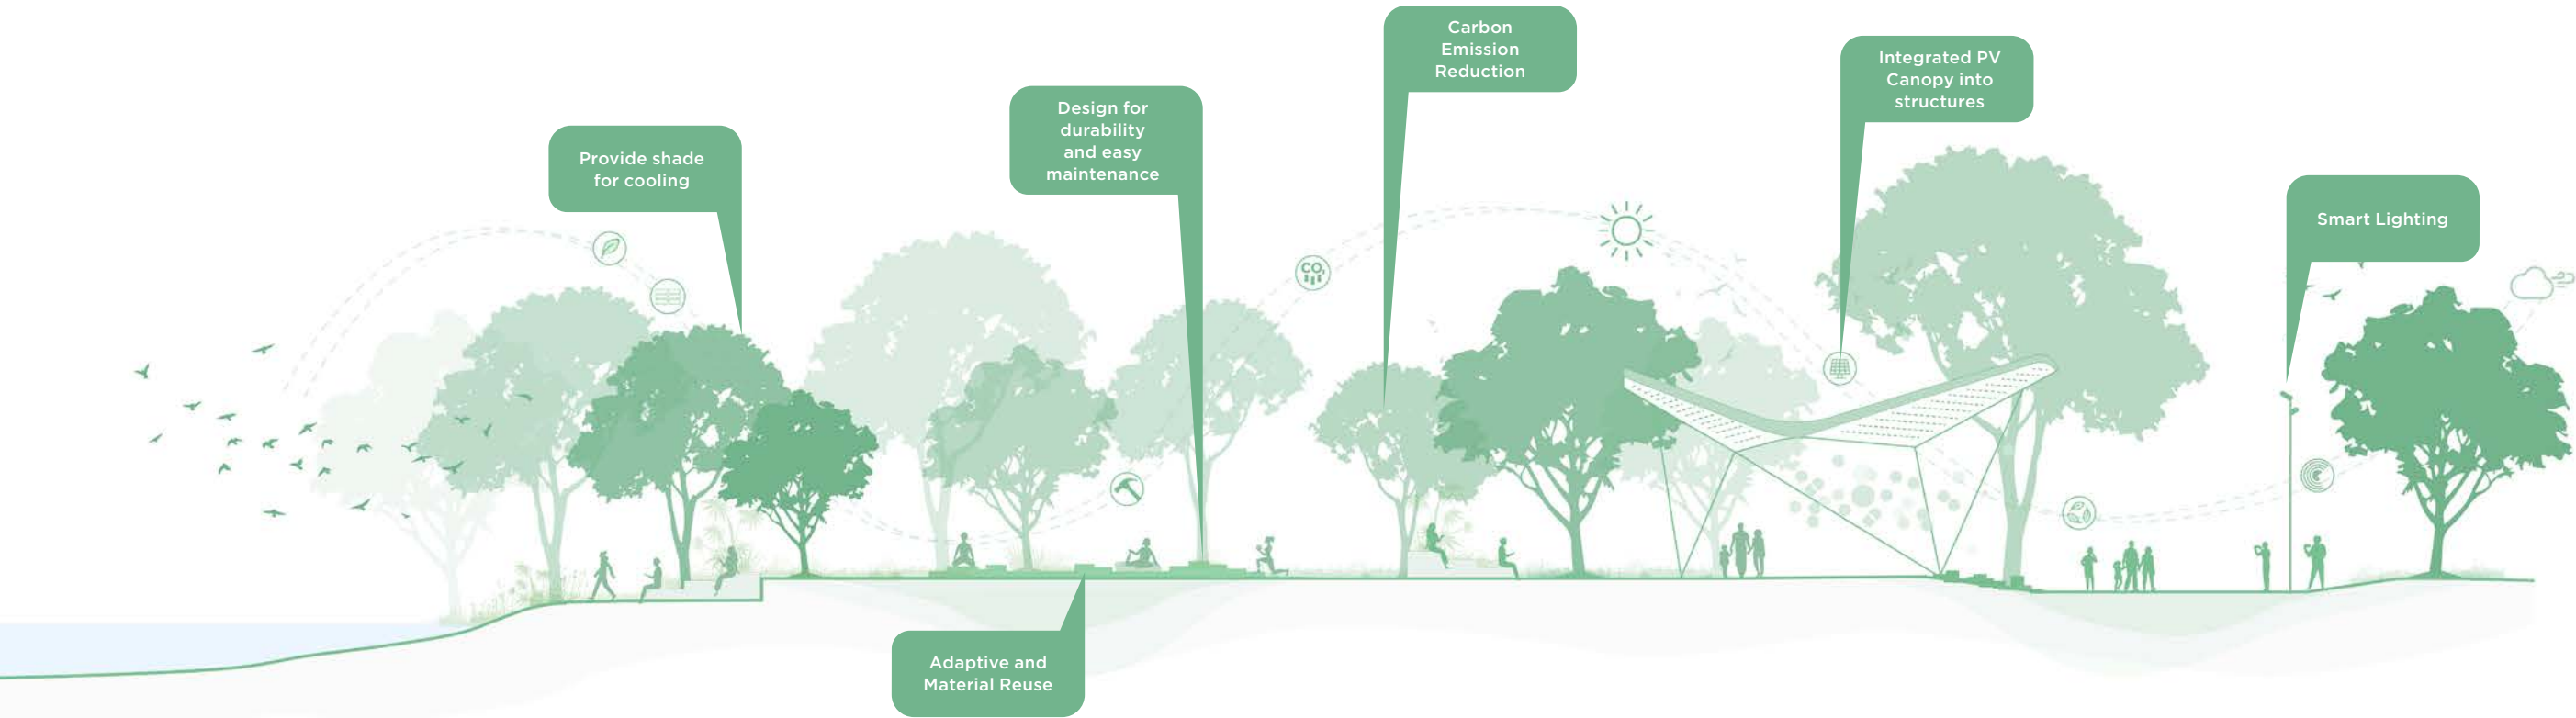 Carbon
Emission
Reduction
Integrated PV
Canopy into
structures
Design for
durability
and easy
maintenance
Provide shade
for cooling
Smart Lighting
CO₂
Adaptive and
Material Reuse